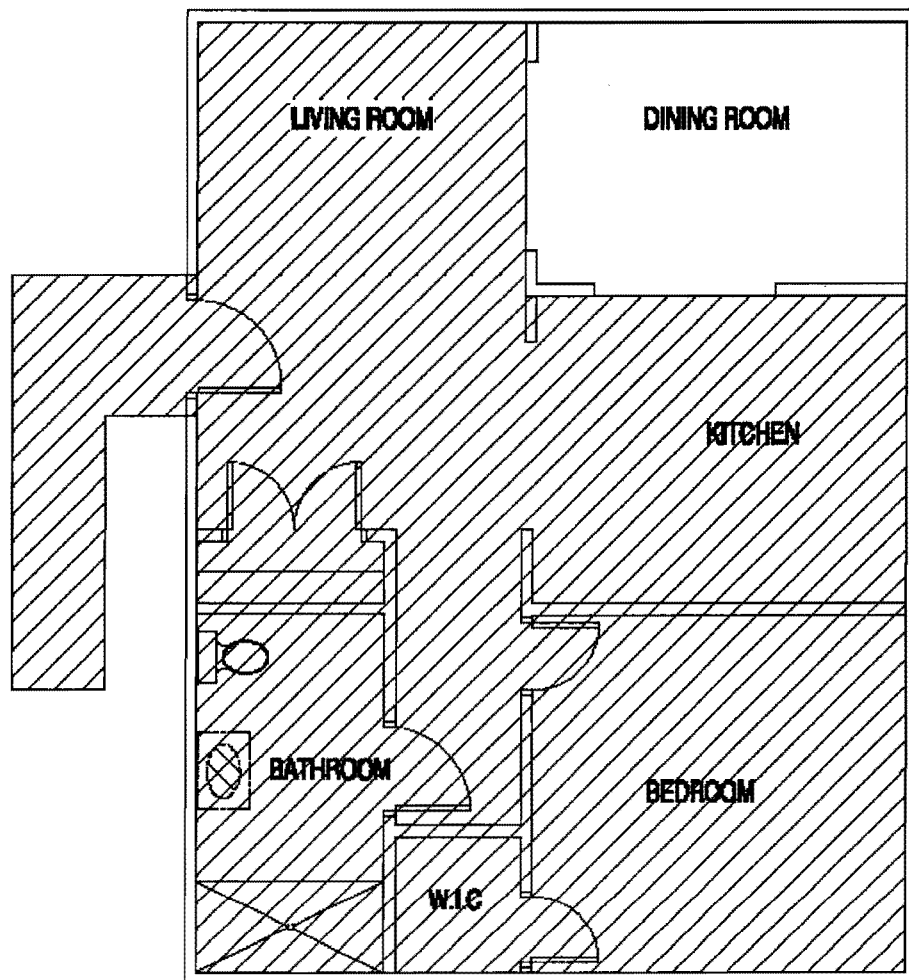 LIVING ROOM
DINING ROOM
KITCHEN
BATHROOM
BEDROOM
W.I.C